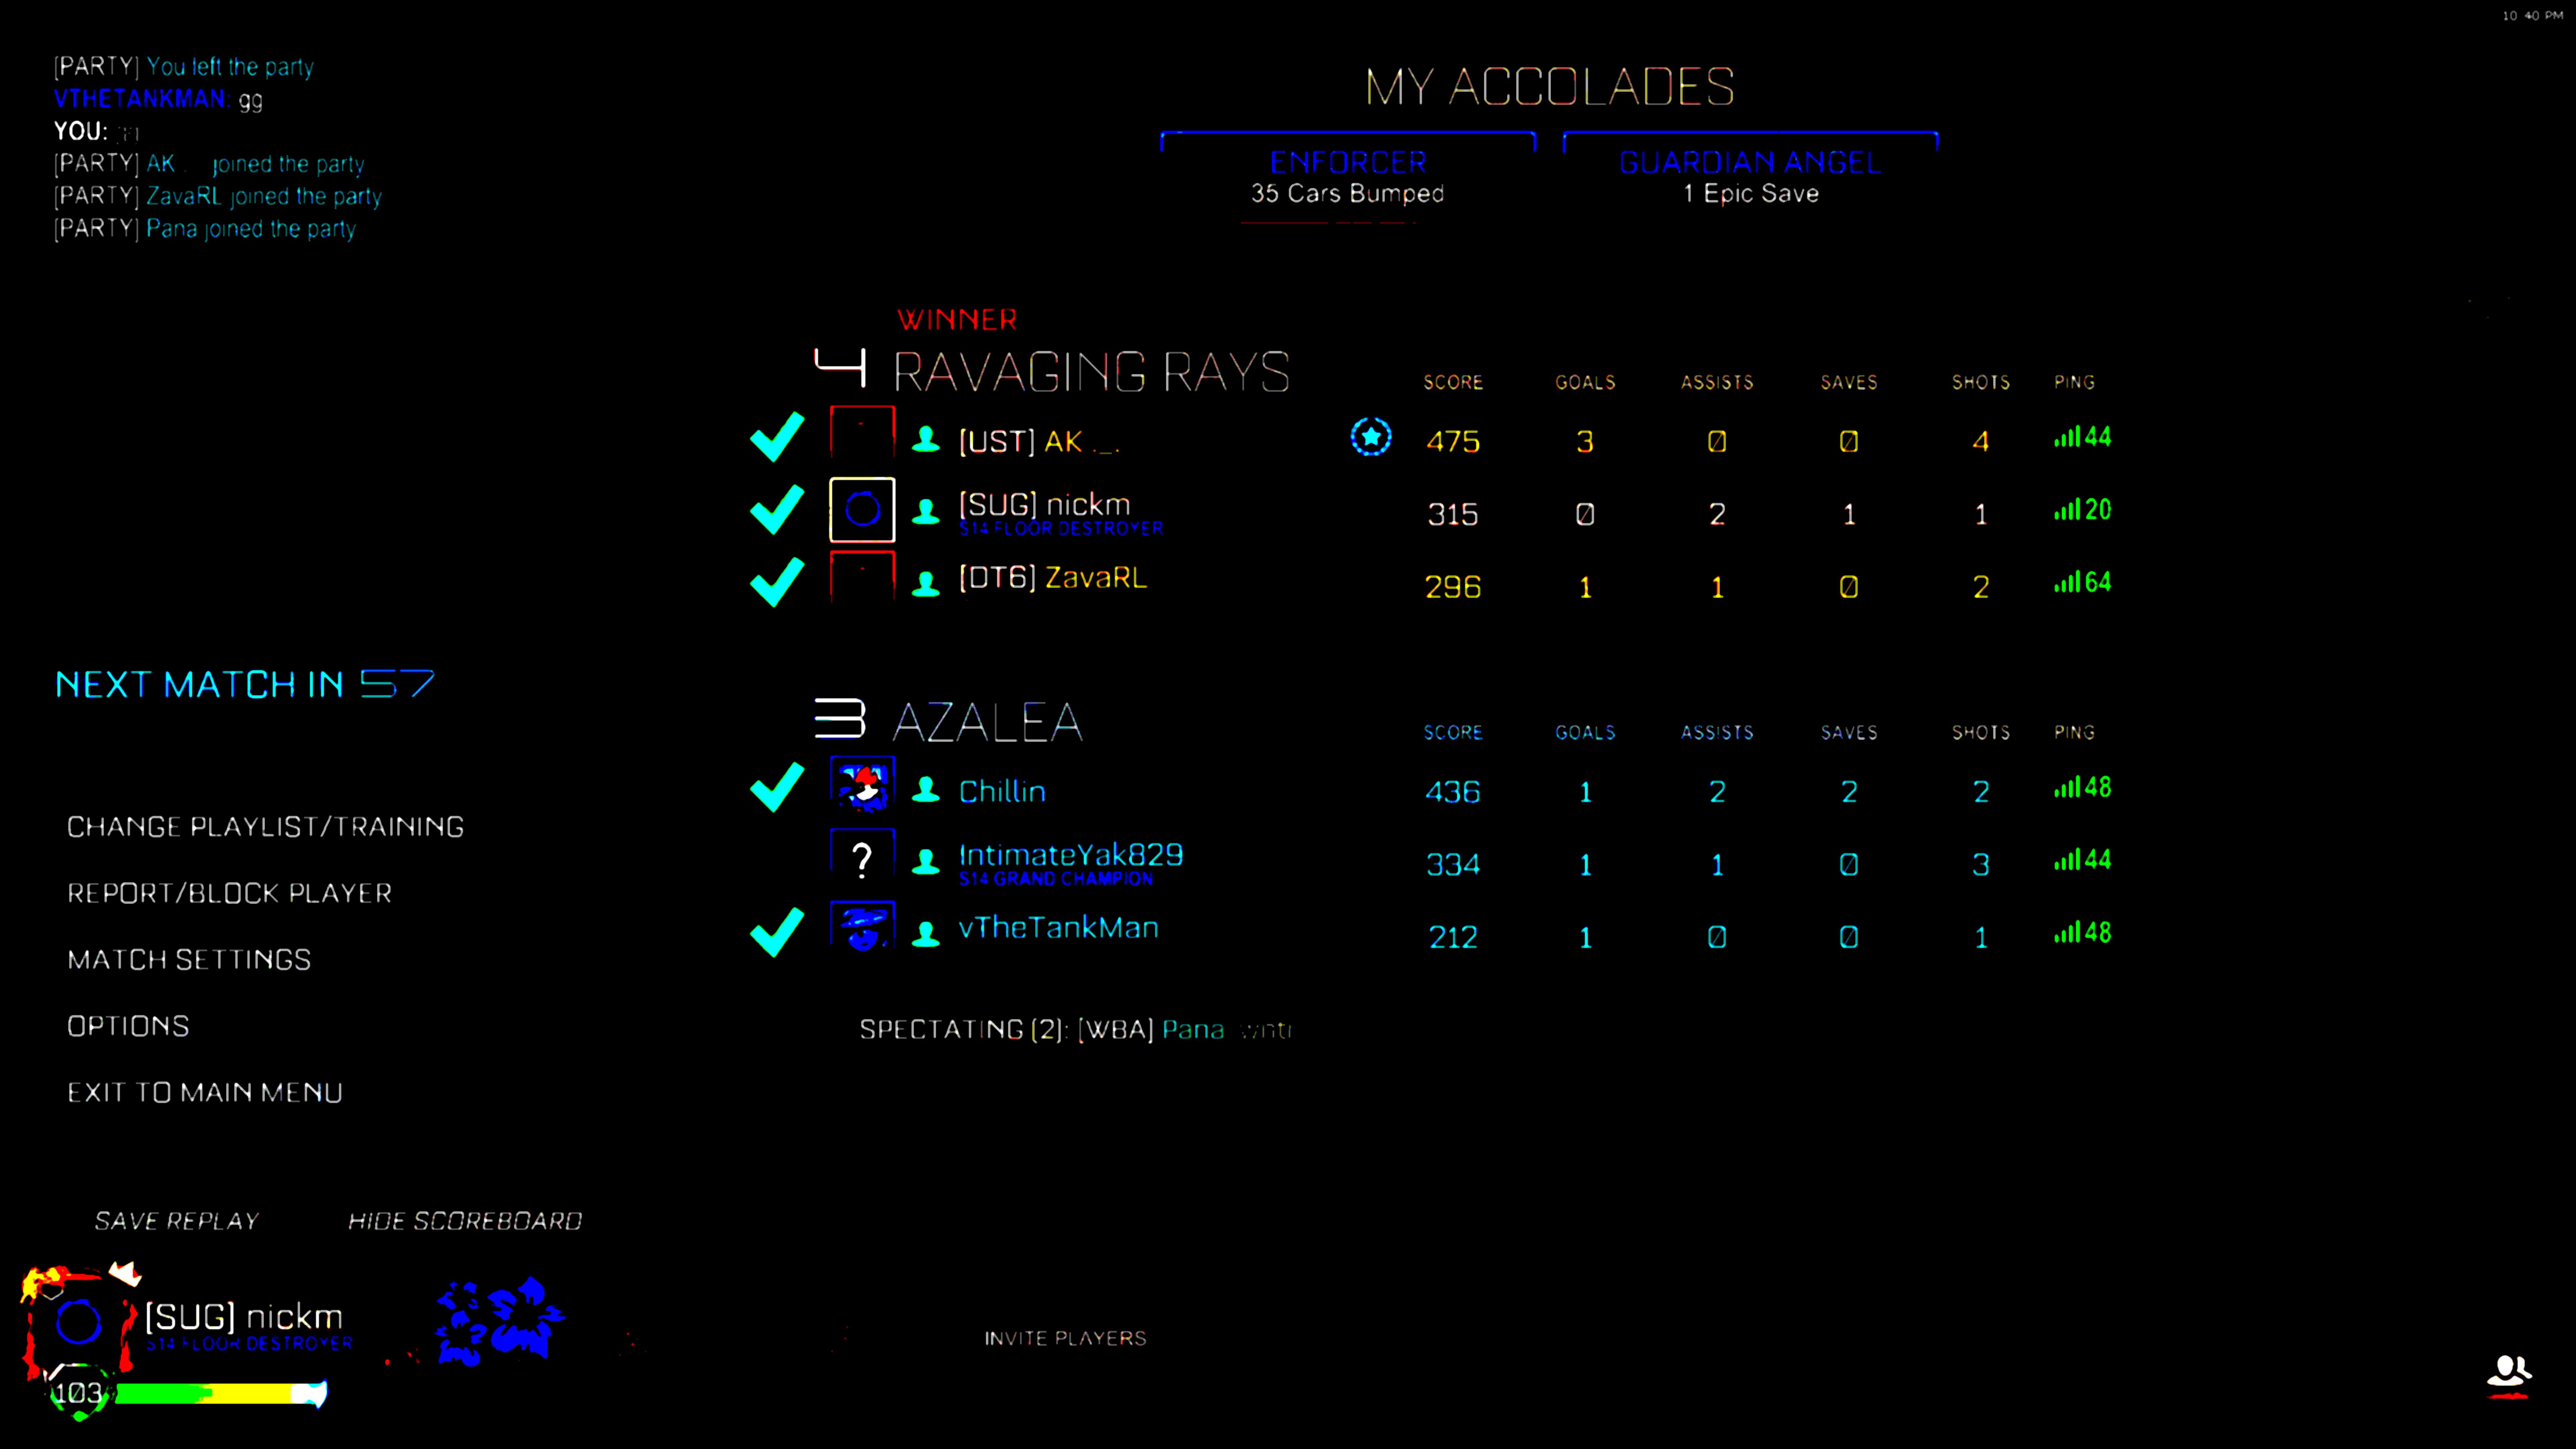 10 40 PM
[PARTY] You left the party
VTHETANKMAN: gg
YOU:
[PARTY] AK . joined the party
[PARTY] ZavaRL joined the party
[PARTY] Pana joined the party
MY ACCOLADES
ENFORCER
35 Cars Bumped
GUARDIAN ANGEL
1 Epic Save
WINNER
4 RAVAGING RAYS SCORE GOALS ASSISTS SAVES SHOTS PING
[UST] AK ._. 475 3 0 0 4 44
[SUG] nickm 315 0 2 1 1 20
S14 FLOOR DESTROYER
[DT6] ZavaRL 296 1 1 0 2 64
NEXT MATCH IN 57
3 AZALEA SCORE GOALS ASSISTS SAVES SHOTS PING
Chillin 436 1 2 2 2 48
? IntimateYak829 334 1 1 0 3 44
S14 GRAND CHAMPION
vTheTankMan 212 1 0 0 1 48
SPECTATING (2): [WBA] Pana
CHANGE PLAYLIST/TRAINING
REPORT/BLOCK PLAYER
MATCH SETTINGS
OPTIONS
EXIT TO MAIN MENU
SAVE REPLAY HIDE SCOREBOARD
[SUG] nickm
S14 FLOOR DESTROYER
103
INVITE PLAYERS